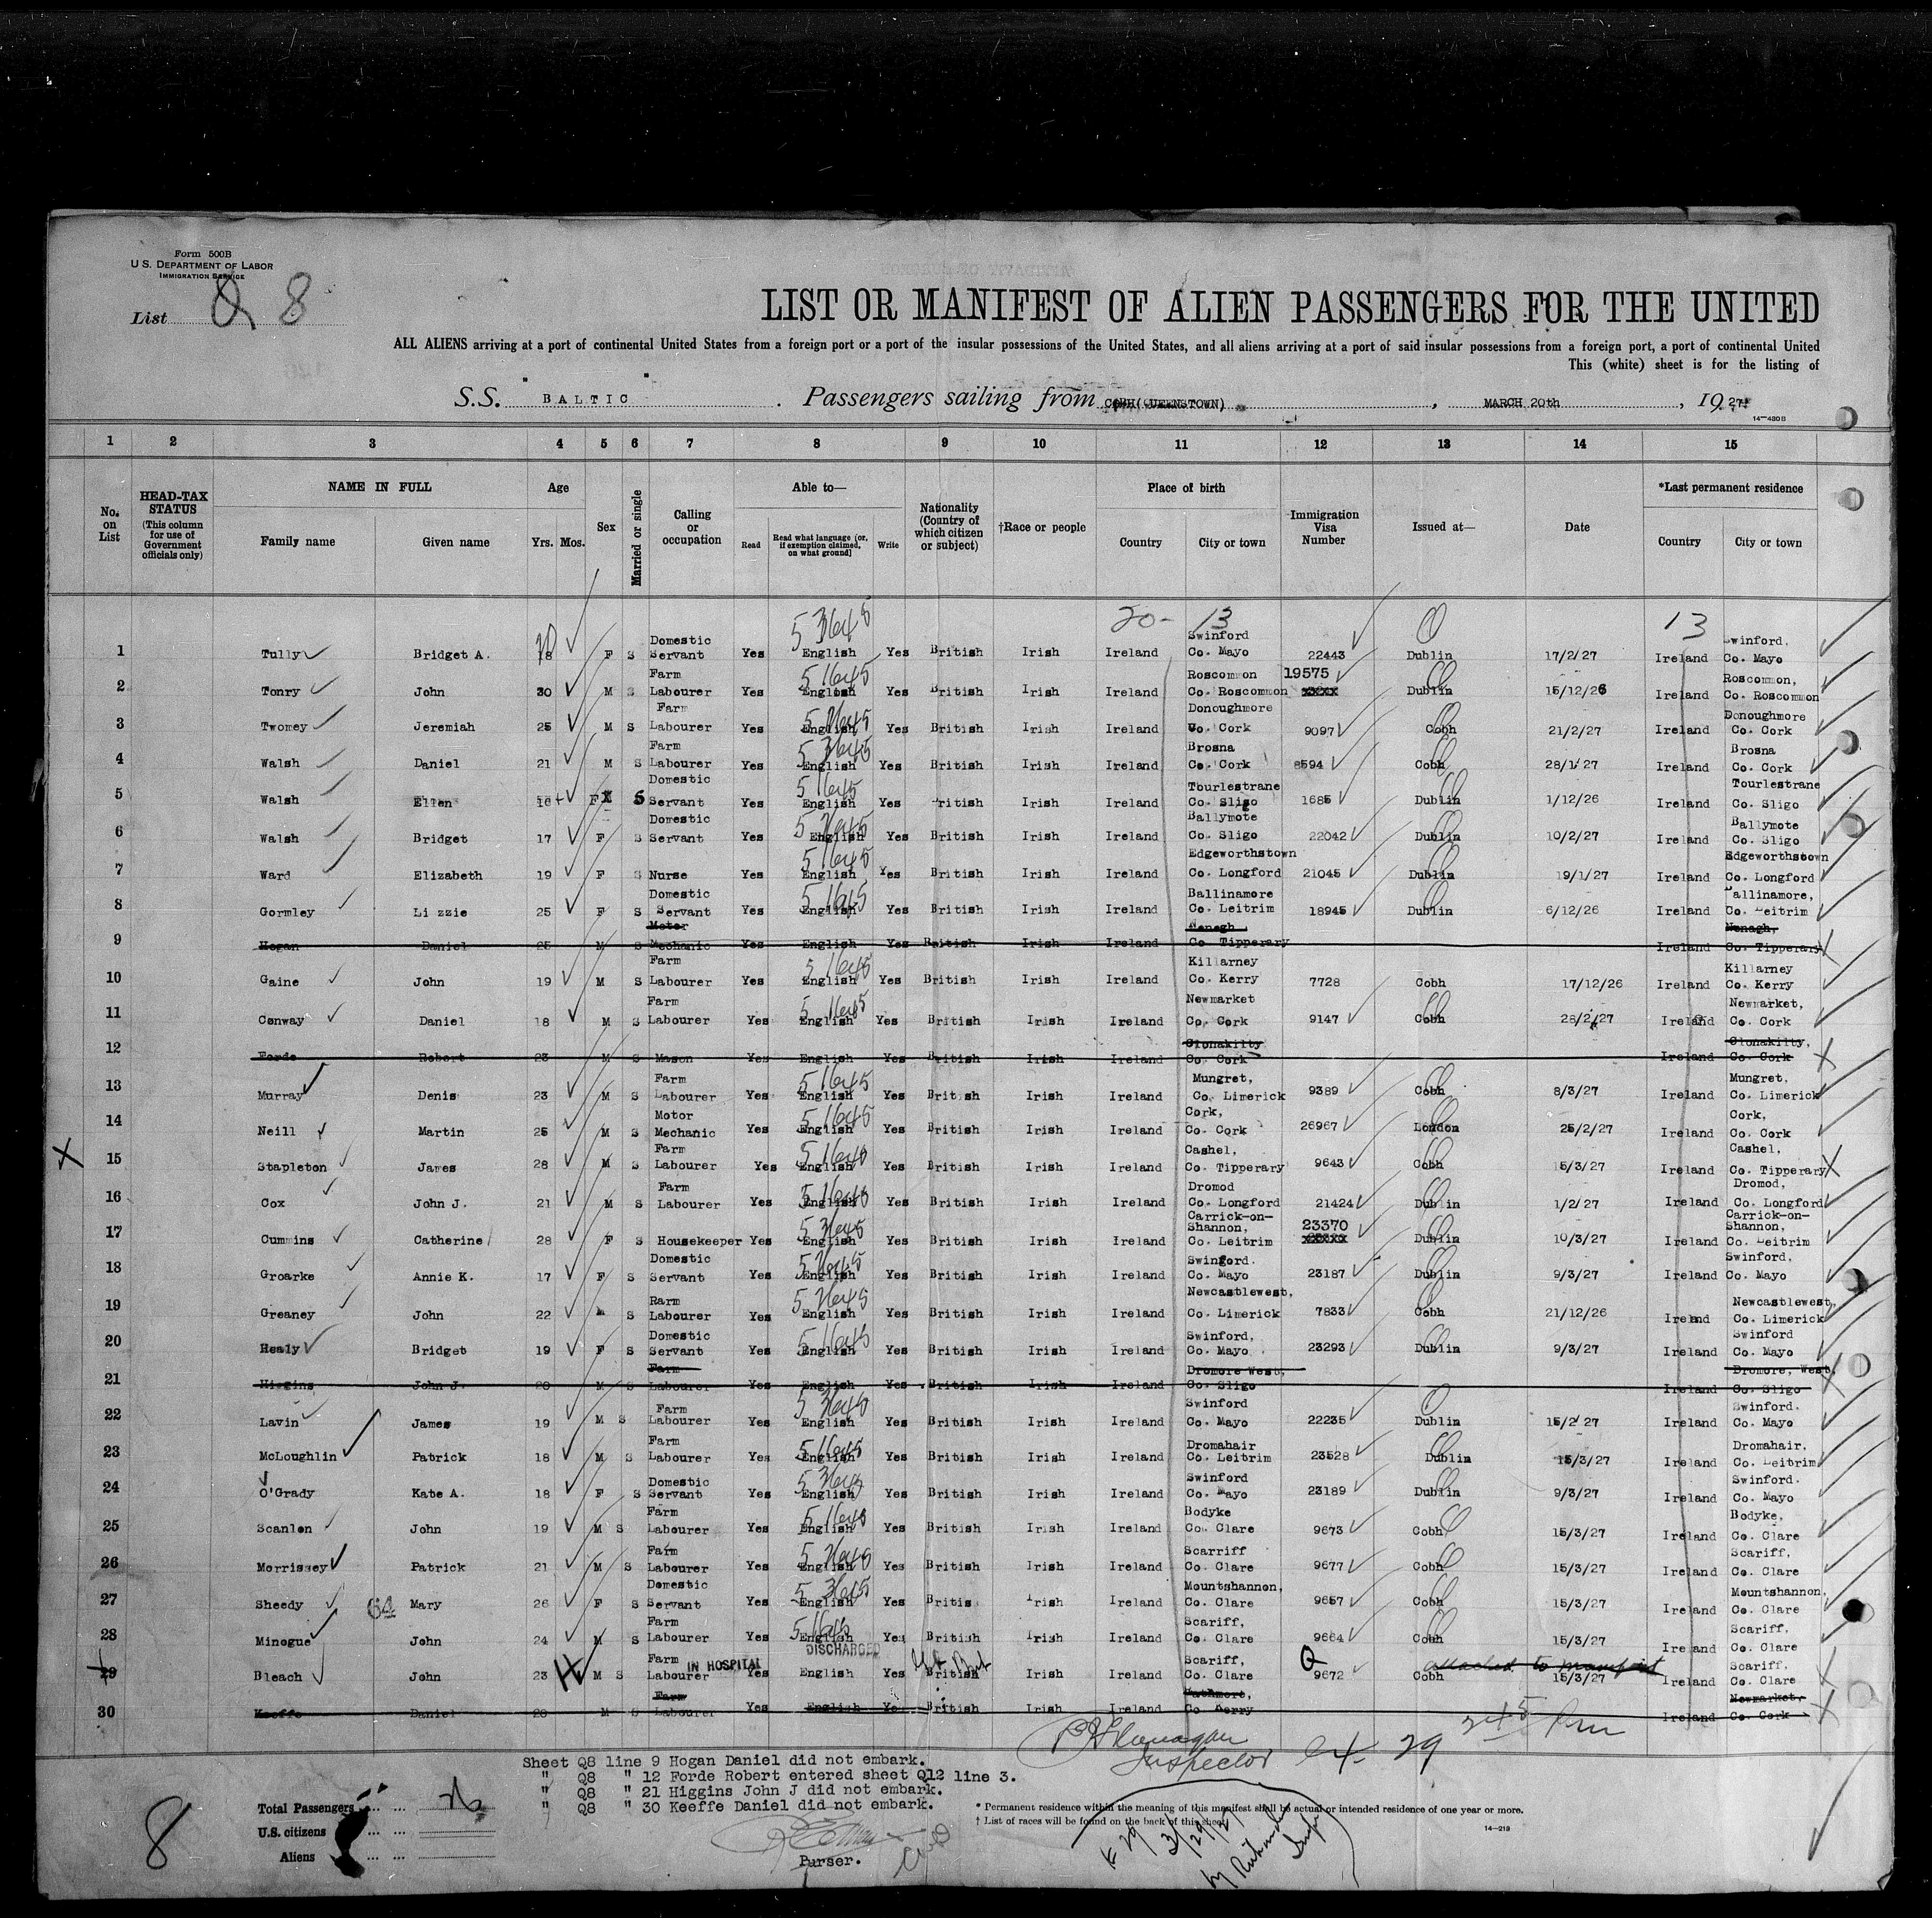 Form 500B
U.S. DEPARTMENT OF LABOR
IMMIGRATION SERVICE
List Q 8
LIST OR MANIFEST OF ALIEN PASSENGERS FOR THE UNITED
ALL ALIENS arriving at a port of continental United States from a foreign port or a port of the insular possessions of the United States, and all aliens arriving at a port of said insular possessions from a foreign port, a port of continental United
This (white) sheet is for the listing of
S.S. "BALTIC". Passengers sailing from COBH(QUEENSTOWN), MARCH 20th, 1927
14—430B
1 2 3 4 5 6 7 8 9 10 11 12 13 14 15
No. on List
HEAD-TAX STATUS (This column for use of Government officials only)
NAME IN FULL Family name Given name
Age Yrs. Mos.
Sex
Married or single
Calling or occupation
Able to— Read Read what language [or, if exemption claimed, on what ground] Write
Nationality (Country of which citizen or subject)
†Race or people
Place of birth Country City or town
Immigration Visa Number
Issued at—
Date
*Last permanent residence Country City or town
20- 13 13
1 Tully Bridget A. 18 F S Domestic Servant Yes English Yes British Irish Ireland Swinford Co. Mayo 22443 Dublin 17/2/27 Ireland Swinford, Co. Mayo
2 Tonry John 30 M S Farm Labourer Yes English Yes British Irish Ireland Roscommon Co. Roscommon 19575 xxxx Dublin 15/12/26 Ireland Roscommon, Co. Roscommon
3 Twomey Jeremiah 25 M S Farm Labourer Yes English Yes British Irish Ireland Donoughmore Co. Cork 9097 Cobh 21/2/27 Ireland Donoughmore Co. Cork
4 Walsh Daniel 21 M S Farm Labourer Yes English Yes British Irish Ireland Brosna Co. Cork 8594 Cobh 28/1/27 Ireland Brosna Co. Cork
5 Walsh Ellen 16 F S Domestic Servant Yes English Yes British Irish Ireland Tourlestrane Co. Sligo 1685 Dublin 1/12/26 Ireland Tourlestrane Co. Sligo
6 Walsh Bridget 17 F S Domestic Servant Yes English Yes British Irish Ireland Ballymote Co. Sligo 22042 Dublin 10/2/27 Ireland Ballymote Co. Sligo
7 Ward Elizabeth 19 F S Nurse Yes English Yes British Irish Ireland Edgeworthstown Co. Longford 21045 Dublin 19/1/27 Ireland Edgeworthstown Co. Longford
8 Gormley Lizzie 25 F S Domestic Servant Yes English Yes British Irish Ireland Ballinamore Co. Leitrim 18945 Dublin 6/12/26 Ireland Ballinamore, Co. Leitrim
9 Hogan Daniel 25 M S Motor Mechanic Yes English Yes British Irish Ireland Nenagh Co Tipperary Ireland Nenagh, Co. Tipperary
10 Gaine John 19 M S Farm Labourer Yes English Yes British Irish Ireland Killarney Co. Kerry 7728 Cobh 17/12/26 Ireland Killarney Co. Kerry
11 Conway Daniel 18 M S Farm Labourer Yes English Yes British Irish Ireland Newmarket Co. Cork 9147 Cobh 28/2/27 Ireland Newmarket, Co. Cork
12 Forde Robert 23 M S Mason Yes English Yes British Irish Ireland Clonakilty Co. Cork Ireland Clonakilty, Co. Cork
13 Murray Denis 23 M S Farm Labourer Yes English Yes British Irish Ireland Mungret, Co. Limerick 9389 Cobh 8/3/27 Ireland Mungret, Co. Limerick
14 Neill Martin 25 M S Motor Mechanic Yes English Yes British Irish Ireland Cork, Co. Cork 26967 London 25/2/27 Ireland Cork, Co. Cork
15 Stapleton James 28 M S Farm Labourer Yes English Yes British Irish Ireland Cashel, Co. Tipperary 9643 Cobh 15/3/27 Ireland Cashel, Co. Tipperary
16 Cox John J. 21 M S Farm Labourer Yes English Yes British Irish Ireland Dromod Co. Longford 21424 Dublin 1/2/27 Ireland Dromod, Co. Longford
17 Cummins Catherine 28 F S Housekeeper Yes English Yes British Irish Ireland Carrick-on-Shannon, Co. Leitrim 23370 xxxxx Dublin 10/3/27 Ireland Carrick-on-Shannon, Co. Leitrim
18 Groarke Annie K. 17 F S Domestic Servant Yes English Yes British Irish Ireland Swingord. Co. Mayo 23187 Dublin 9/3/27 Ireland Swinford, Co. Mayo
19 Greaney John 22 M S Rarm Labourer Yes English Yes British Irish Ireland Newcastlewest, Co. Limerick 7833 Cobh 21/12/26 Ireland Newcastlewest, Co. Limerick
20 Healy Bridget 19 F S Domestic Servant Yes English Yes British Irish Ireland Swinford, Co. Mayo 23293 Dublin 9/3/27 Ireland Swinford Co. Mayo
21 Higgins John J. 20 M S Farm Labourer Yes English Yes British Irish Ireland Dromore West, Co. Sligo Ireland Dromore, West, Co. Sligo
22 Lavin James 19 M S Farm Labourer Yes English Yes British Irish Ireland Swinford Co. Mayo 22235 Dublin 15/2/27 Ireland Swinford. Co. Mayo
23 McLoughlin Patrick 18 M S Farm Labourer Yes English Yes British Irish Ireland Dromahair Co. Leitrim 23528 Dublin 15/3/27 Ireland Dromahair, Co. Leitrim
24 O'Grady Kate A. 18 F S Domestic Servant Yes English Yes British Irish Ireland Swinford Co. Mayo 23189 Dublin 9/3/27 Ireland Swinford. Co. Mayo
25 Scanlon John 19 M S Farm Labourer Yes English Yes British Irish Ireland Bodyke Co. Clare 9673 Cobh 15/3/27 Ireland Bodyke, Co. Clare
26 Morrissey Patrick 21 M S Farm Labourer Yes English Yes British Irish Ireland Scarriff Co. Clare 9677 Cobh 15/3/27 Ireland Scariff, Co. Clare
27 Sheedy Mary 26 F S Domestic Servant Yes English Yes Britis Irish Ireland Mountshannon, Co. Clare 9657 Cobh 15/3/27 Ireland Mountshannon, Co. Clare
28 Minogue John 24 M S Farm Labourer Yes English Yes British Irish Ireland Scariff, Co. Clare 9664 Cobh 15/3/27 Ireland Scariff, Co. Clare
DISCHARGED
29 Bleach John 23 M S Farm Labourer IN HOSPITAL Yes English Yes British Irish Ireland Scariff, Co. Clare 9672 Cobh attached to manifest 15/3/27 Ireland Scariff, Co. Clare
30 Keeffe Daniel 28 M S Farm Labourer Yes English Yes British Irish Ireland Rathmore, Co Kerry Ireland Newmarket, Co. Cork
Inspector
Sheet Q8 line 9 Hogan Daniel did not embark.
" Q8 " 12 Forde Robert entered sheet Q12 line 3.
" Q8 " 21 Higgins John J did not embark.
" Q8 " 30 Keeffe Daniel did not embark.
Purser.
8
Total Passengers 26
U.S. citizens
Aliens
* Permanent residence within the meaning of this manifest shall be actual or intended residence of one year or more.
† List of races will be found on the back of this sheet.
14—219
3/29/27